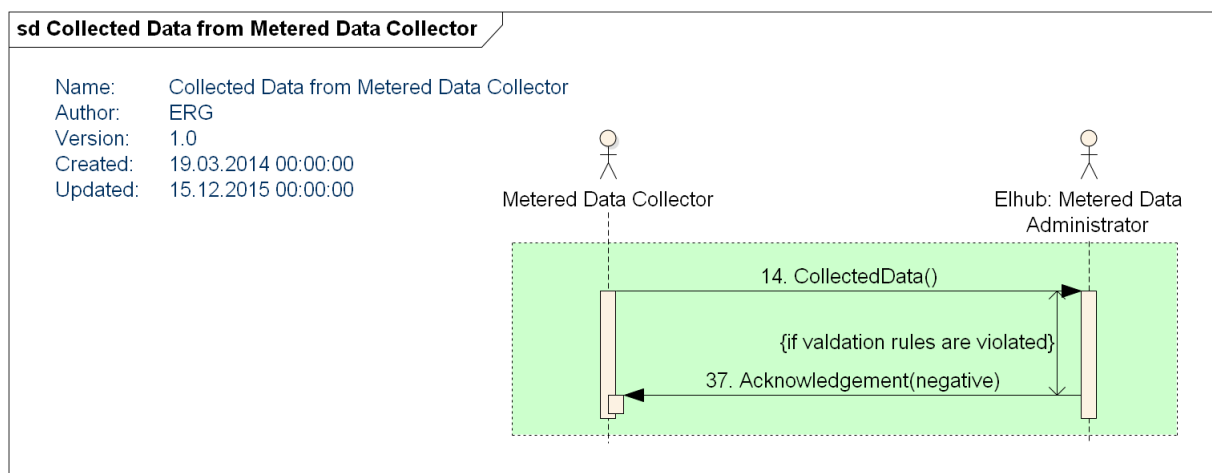 sd Collected Data from Metered Data Collector
Name: Collected Data from Metered Data Collector
Author: ERG
Version: 1.0
Created: 19.03.2014 00:00:00
Updated: 15.12.2015 00:00:00
Metered Data Collector
Elhub: Metered Data
Administrator
14. CollectedData()
{if valdation rules are violated}
37. Acknowledgement(negative)